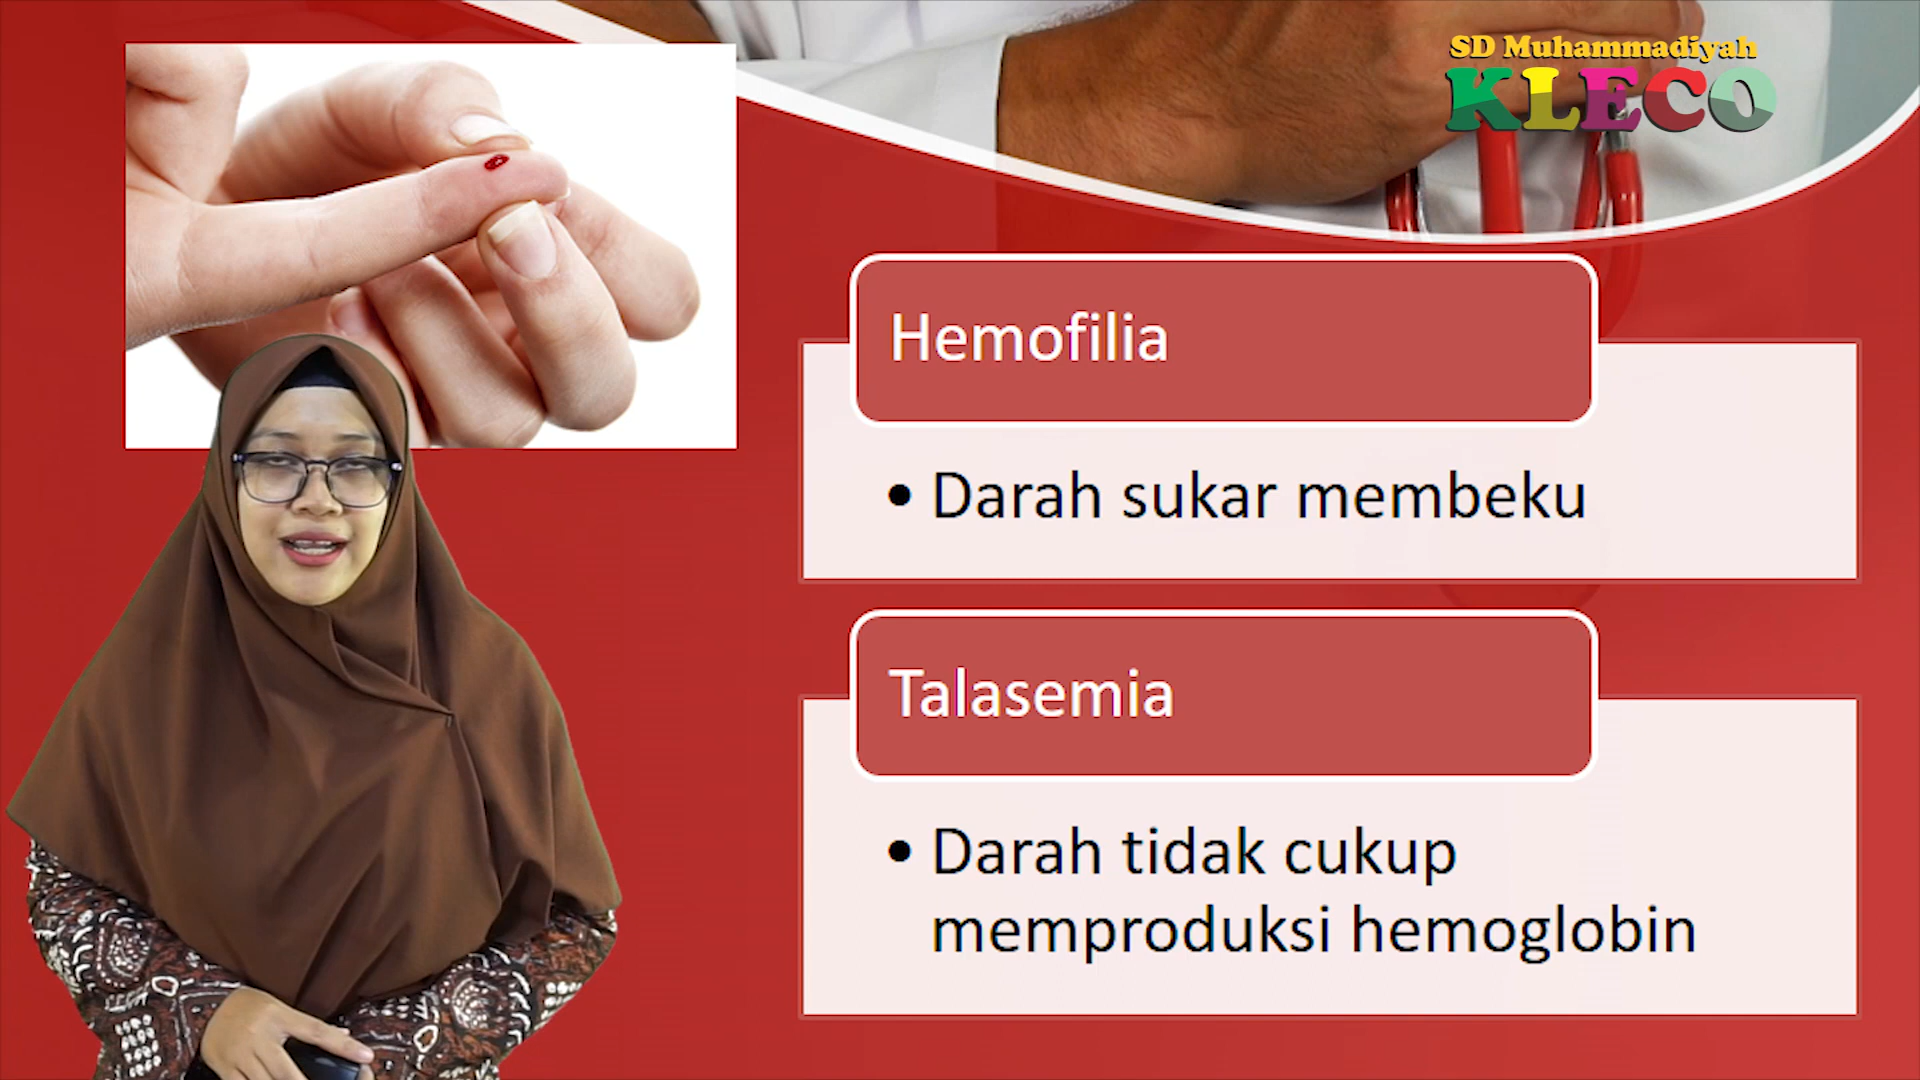 SD Muhammadiyah
KLECO
Hemofilia
• Darah sukar membeku
Talasemia
• Darah tidak cukup
memproduksi hemoglobin